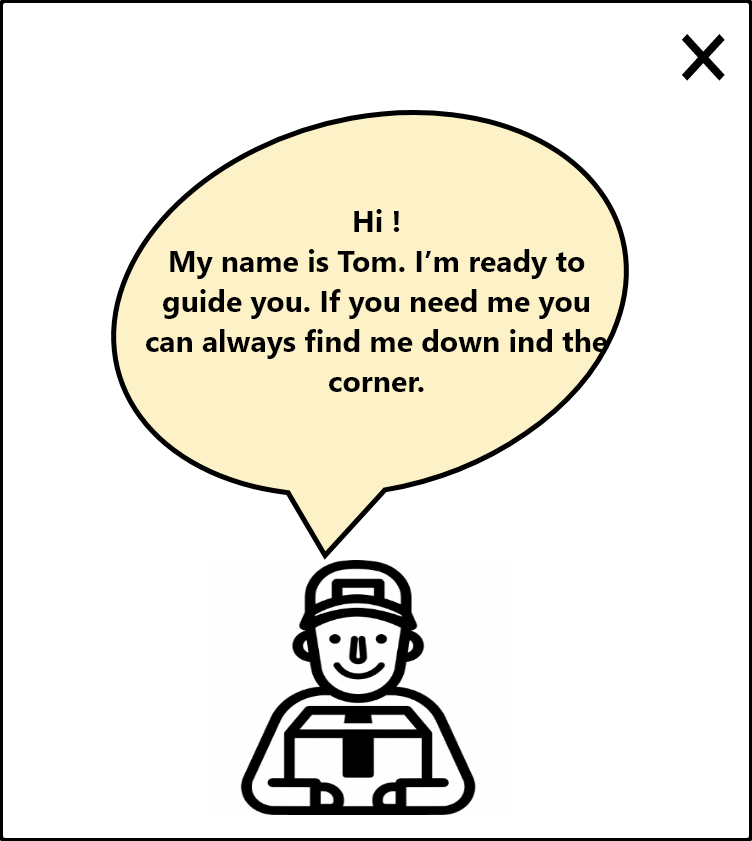 Hi !
My name is Tom. I’m ready to
guide you. If you need me you
can always find me down ind the
corner.